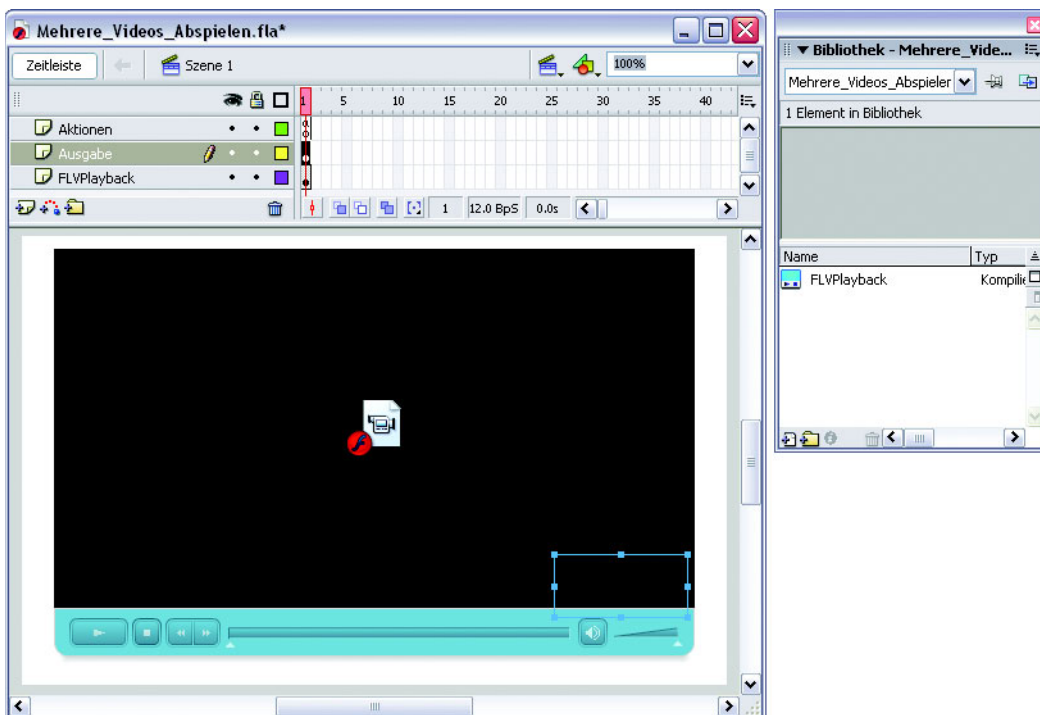 Mehrere_Videos_Abspielen.fla*
Zeitleiste
Szene 1
100%
1 5 10 15 20 25 30 35 40
Aktionen
Ausgabe
FLVPlayback
1 12.0 BpS 0.0s
Bibliothek - Mehrere_Vide...
Mehrere_Videos_Abspieler
1 Element in Bibliothek
Name Typ
FLVPlayback Kompilie